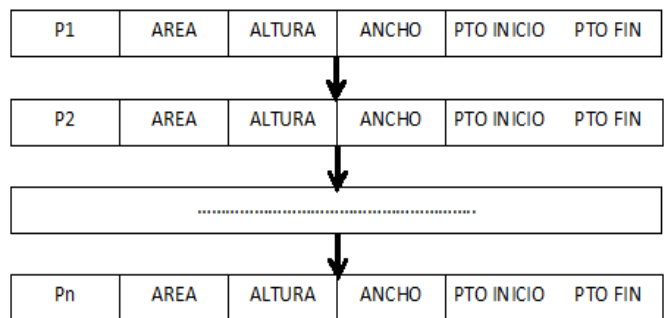 P1 AREA ALTURA ANCHO PTO INICIO PTO FIN
P2 AREA ALTURA ANCHO PTO INICIO PTO FIN
............................................................
Pn AREA ALTURA ANCHO PTO INICIO PTO FIN